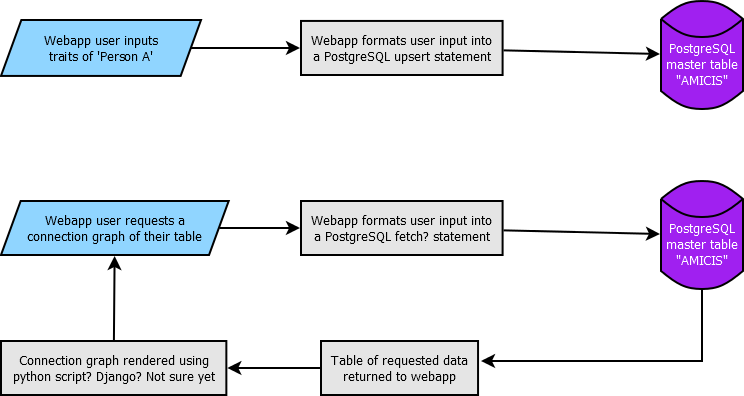 Webapp user inputs
traits of 'Person A'
Webapp formats user input into
a PostgreSQL upsert statement
PostgreSQL
master table
"AMICIS"
Webapp user requests a
connection graph of their table
Webapp formats user input into
a PostgreSQL fetch? statement
PostgreSQL
master table
"AMICIS"
Connection graph rendered using
python script? Django? Not sure yet
Table of requested data
returned to webapp